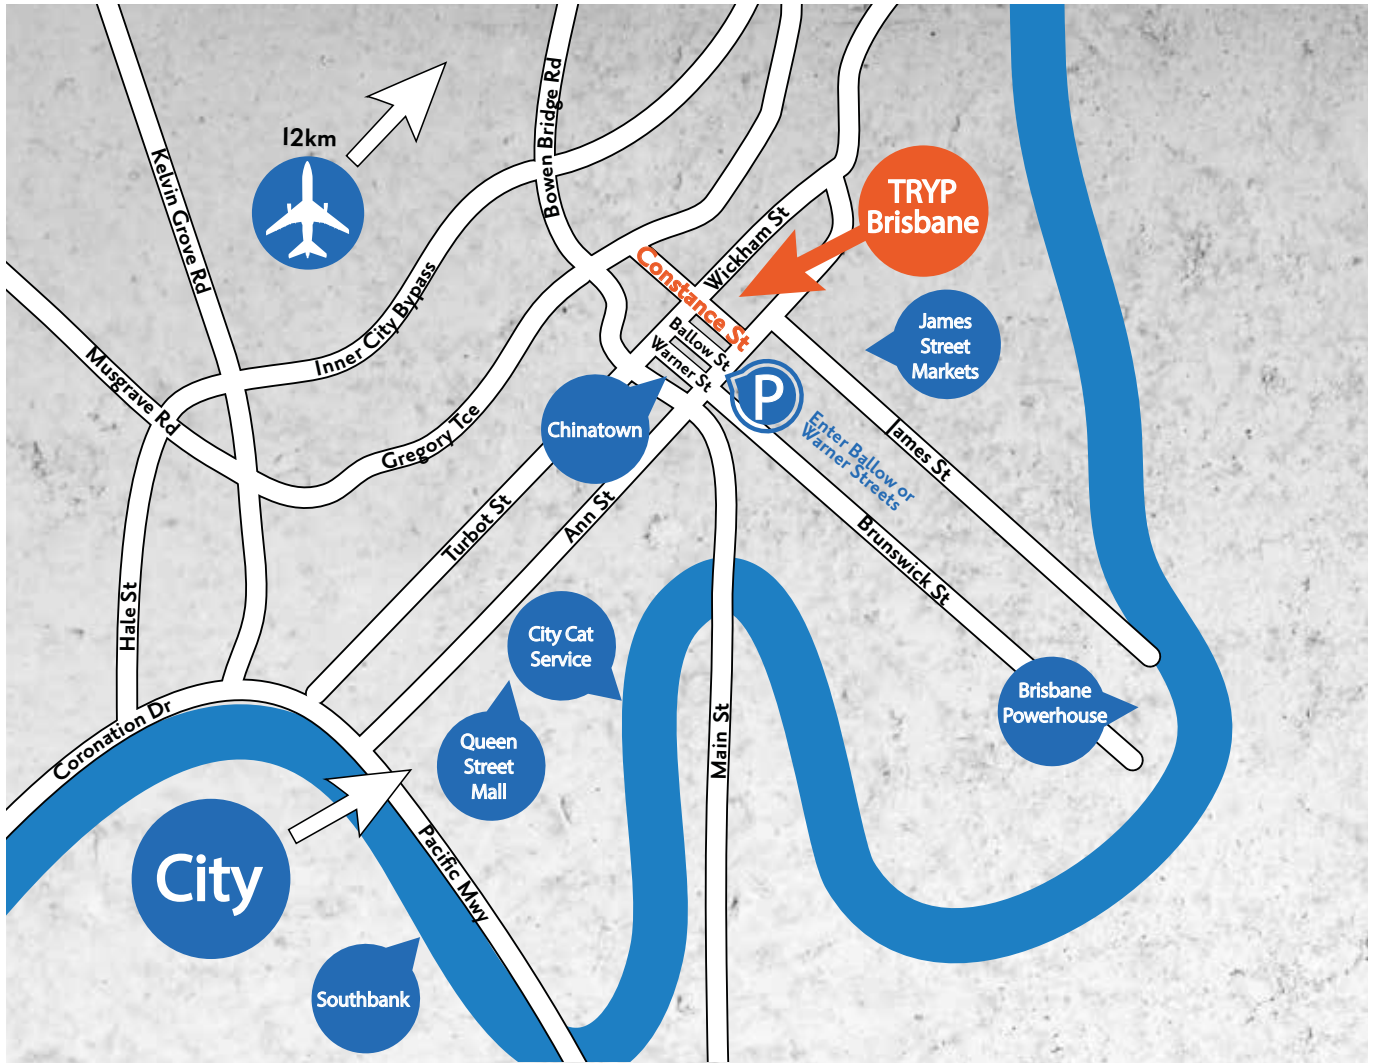 12km
Kelvin Grove Rd
Bowen Bridge Rd
TRYP
Brisbane
Wickham St
Constance St
Inner City Bypass
Musgrave Rd
Ballow St
Warner St
James
Street
Markets
P
Chinatown
Gregory Tce
Enter Ballow or
Warner Streets
James St
Turbot St
Ann St
Brunswick St
Hale St
City Cat
Service
Brisbane
Powerhouse
Coronation Dr
Main St
Queen
Street
Mall
City
Pacific Mwy
Southbank